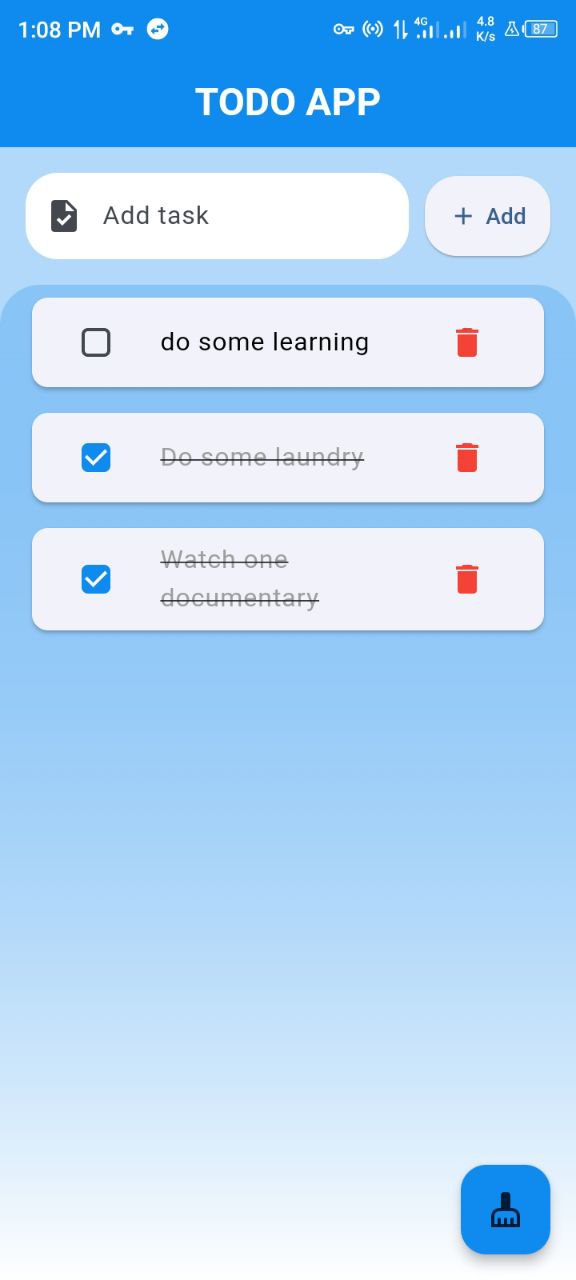 1:08 PM
4G
4.8
K/s
87
TODO APP
Add task
+ Add
do some learning
Do some laundry
Watch one
documentary